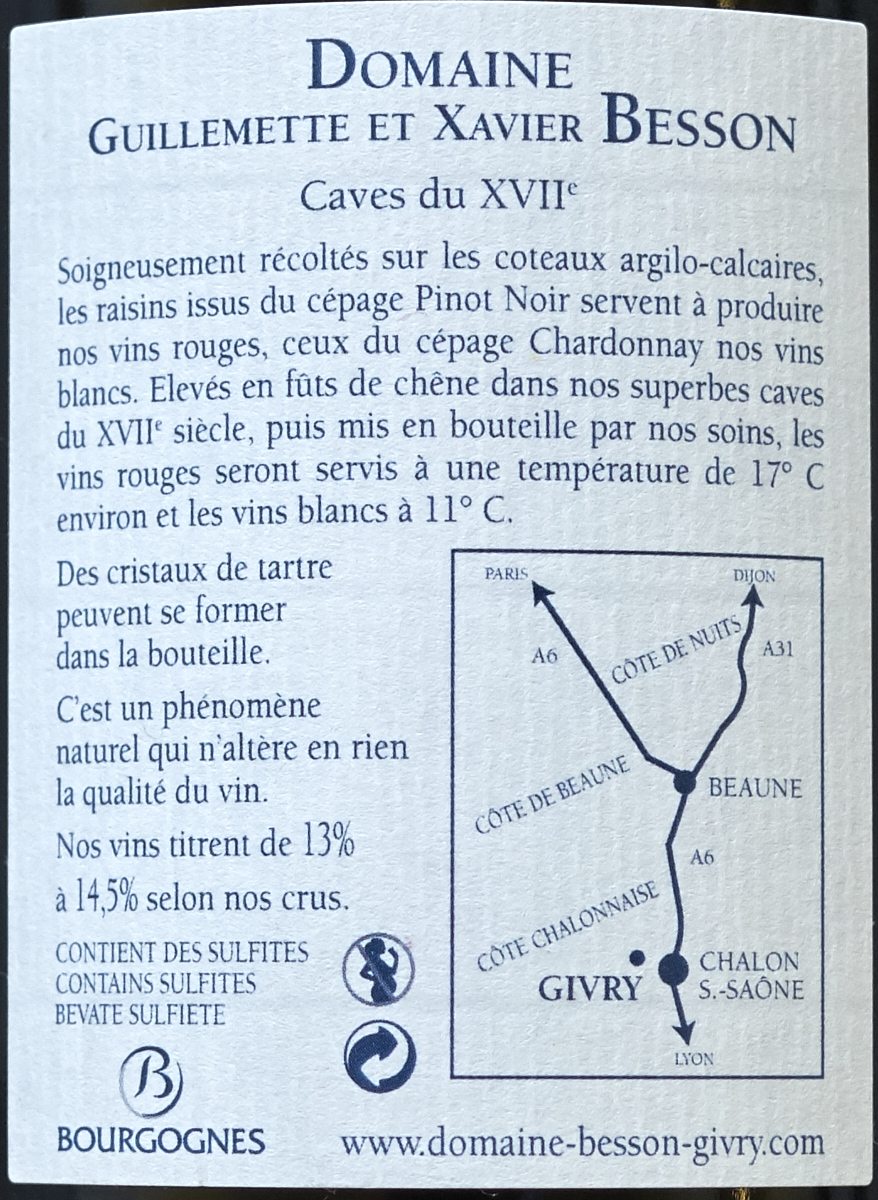 DOMAINE
GUILLEMETTE ET XAVIER BESSON
Caves du XVIIe
Soigneusement récoltés sur les coteaux argilo-calcaires,
les raisins issus du cépage Pinot Noir servent à produire
nos vins rouges, ceux du cépage Chardonnay nos vins
blancs. Elevés en fûts de chêne dans nos superbes caves
du XVIIe siècle, puis mis en bouteille par nos soins, les
vins rouges seront servis à une température de 17° C
environ et les vins blancs à 11° C.
Des cristaux de tartre
peuvent se former
dans la bouteille.
C'est un phénomène
naturel qui n'altère en rien
la qualité du vin.
Nos vins titrent de 13%
à 14,5% selon nos crus.
CONTIENT DES SULFITES
CONTAINS SULFITES
BEVATE SULFIETE
B
BOURGOGNES
PARIS
DIJON
A6
CÔTE DE NUITS
A31
CÔTE DE BEAUNE
BEAUNE
A6
CÔTE CHALONNAISE
GIVRY
CHALON
S.-SAÔNE
LYON
www.domaine-besson-givry.com